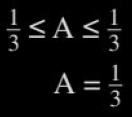 1/3 ≤ A ≤ 1/3
A = 1/3